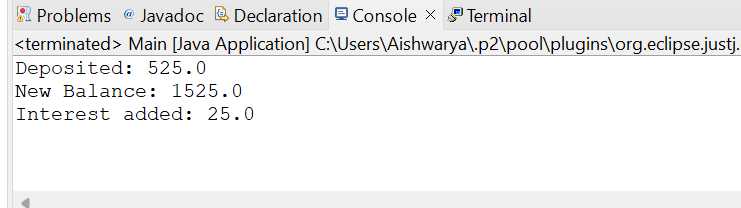 Problems @ Javadoc Declaration Console × Terminal
<terminated> Main [Java Application] C:\Users\Aishwarya\.p2\pool\plugins\org.eclipse.justj.
Deposited: 525.0
New Balance: 1525.0
Interest added: 25.0